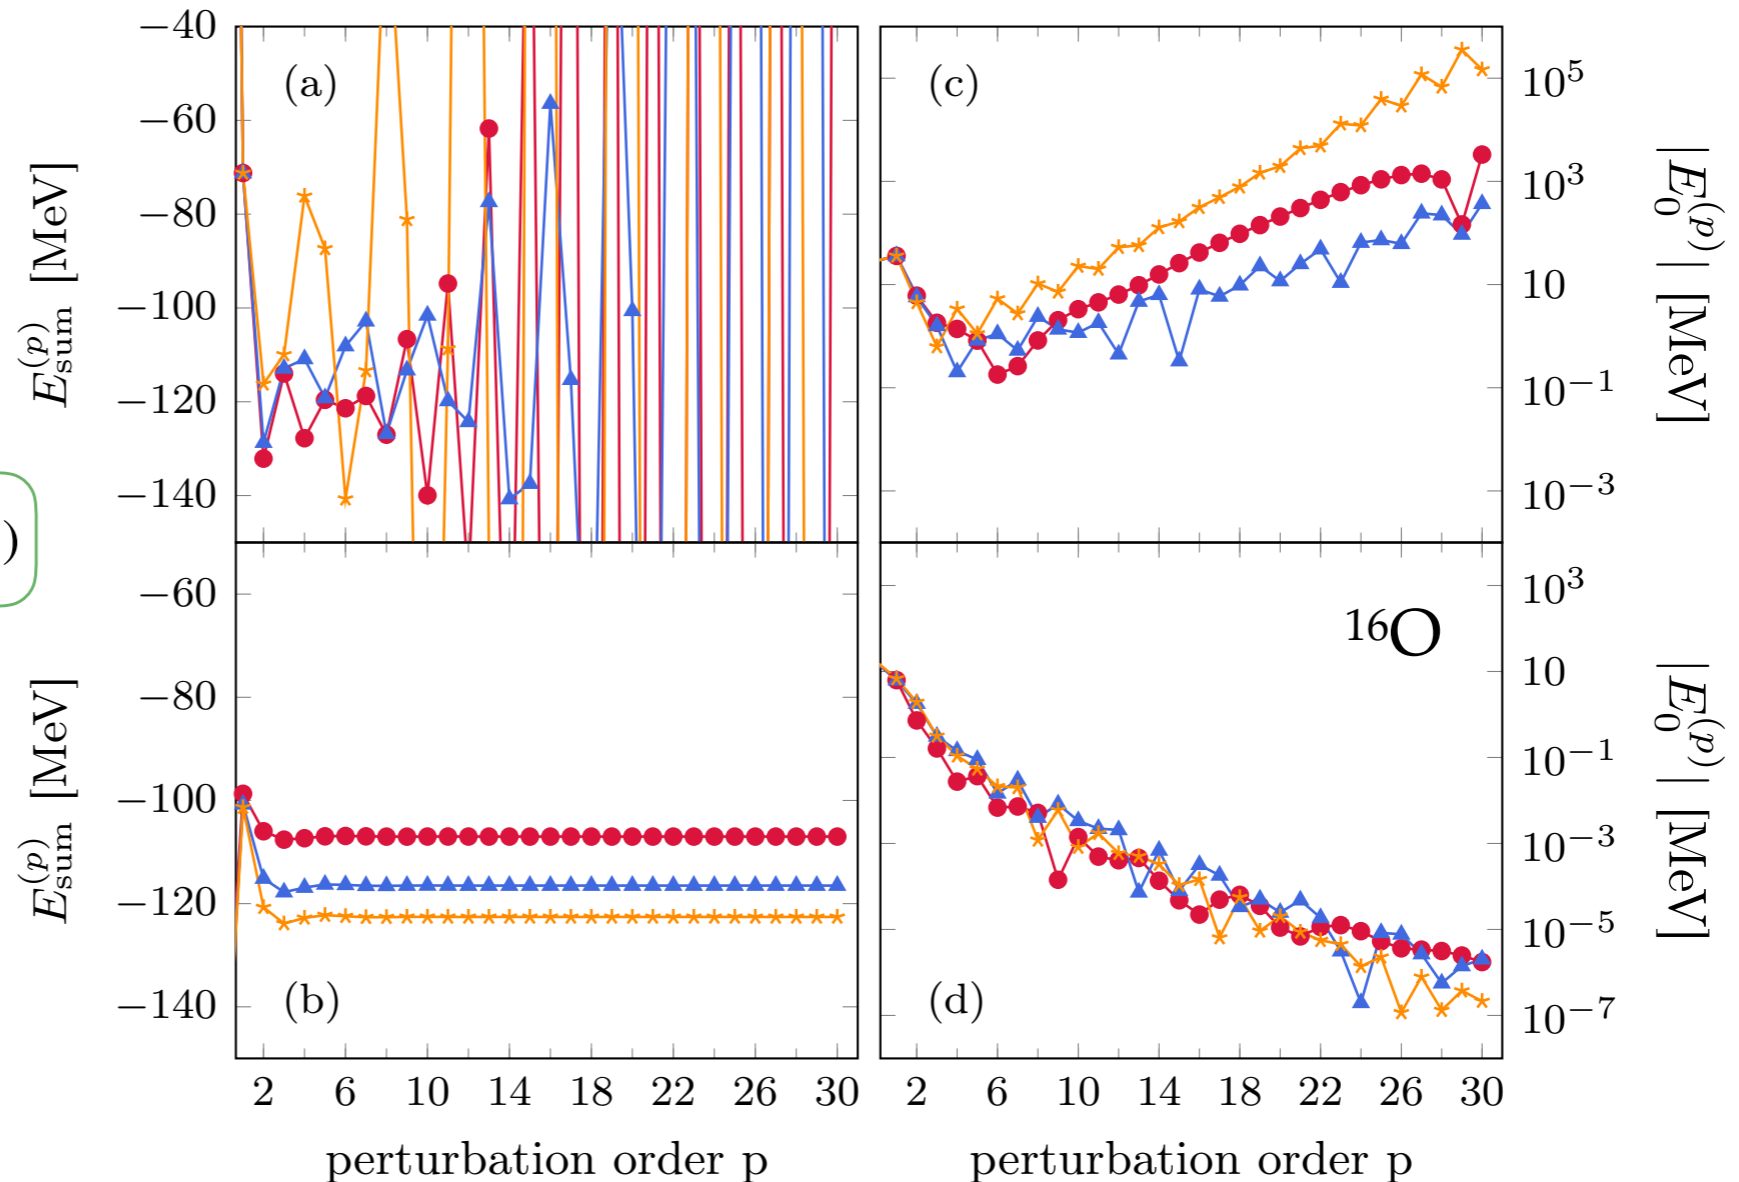 −40
−60
−80
−100
−120
−140
E_sum^(p) [MeV]
(a)
(c)
10^5
10^3
10
10^−1
10^−3
|E_0^(p)| [MeV]
)
−60
−80
−100
−120
−140
E_sum^(p) [MeV]
(b)
^16O
(d)
10^3
10
10^−1
10^−3
10^−5
10^−7
|E_0^(p)| [MeV]
2 6 10 14 18 22 26 30
2 6 10 14 18 22 26 30
perturbation order p
perturbation order p